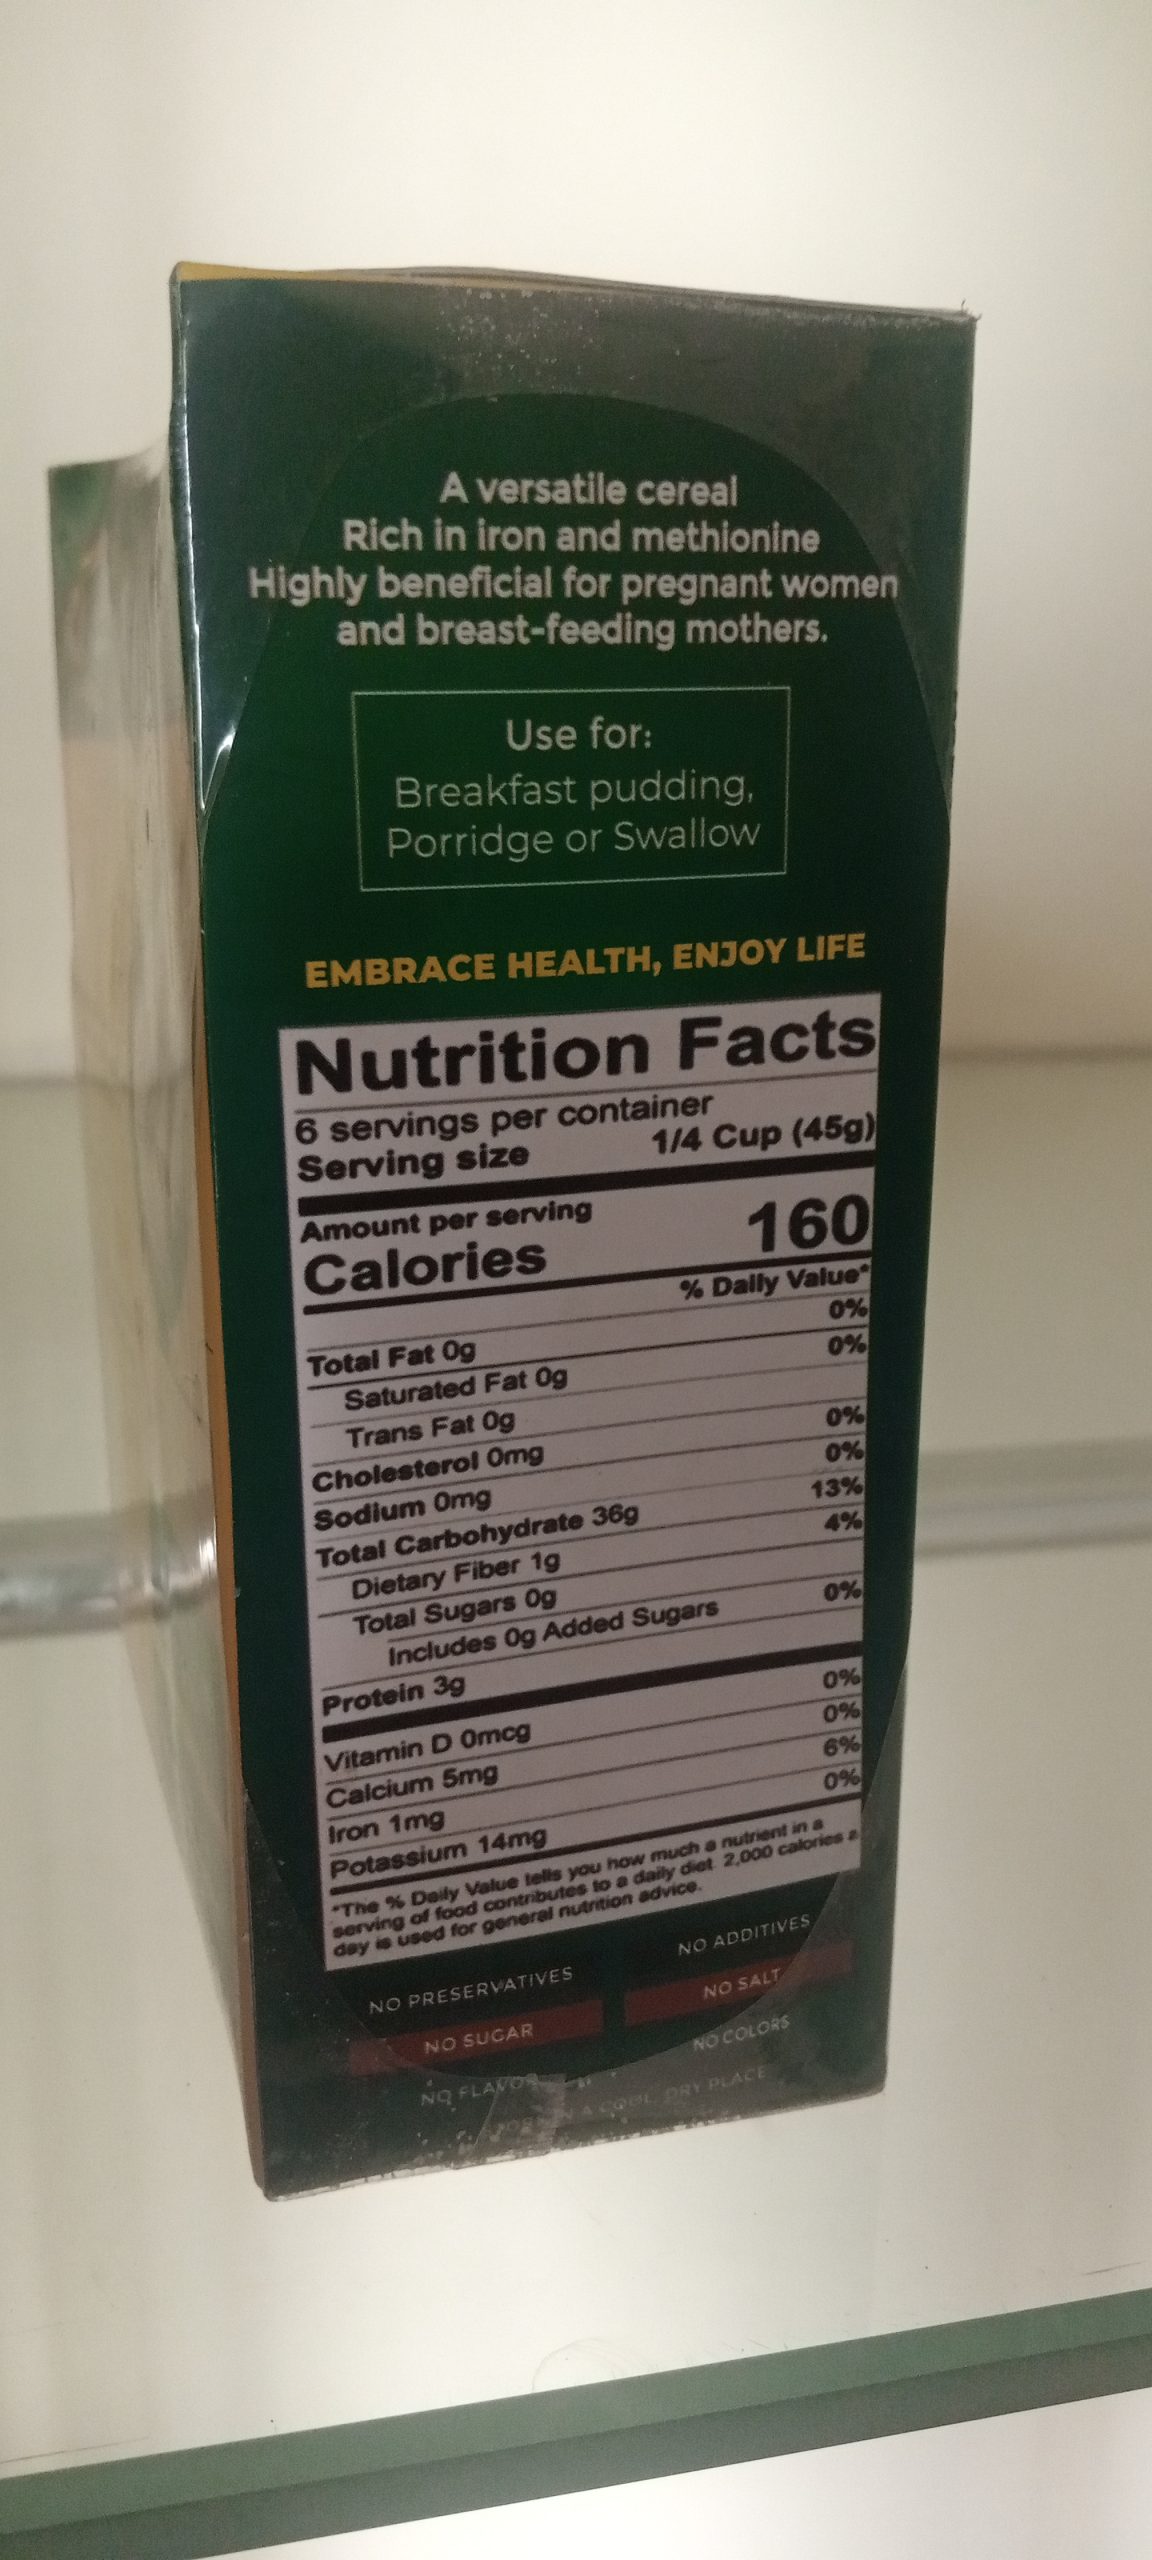 A versatile cereal
Rich in iron and methionine
Highly beneficial for pregnant women
and breast-feeding mothers.
Use for:
Breakfast pudding,
Porridge or Swallow
EMBRACE HEALTH, ENJOY LIFE
Nutrition Facts
6 servings per container
Serving size 1/4 Cup (45g)
Amount per serving
Calories 160
% Daily Value*
Total Fat 0g 0%
Saturated Fat 0g 0%
Trans Fat 0g
Cholesterol 0mg 0%
Sodium 0mg 0%
Total Carbohydrate 36g 13%
Dietary Fiber 1g 4%
Total Sugars 0g
Includes 0g Added Sugars 0%
Protein 3g
Vitamin D 0mcg 0%
Calcium 5mg 0%
Iron 1mg 6%
Potassium 14mg 0%
*The % Daily Value tells you how much a nutrient in a
serving of food contributes to a daily diet. 2,000 calories a
day is used for general nutrition advice.
NO PRESERVATIVES NO ADDITIVES
NO SUGAR NO SALT
NO COLORS
NO
A COOL, DRY PLACE